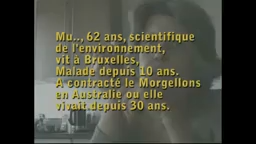 Mu.., 62 ans, scientifique
de l'environnement,
vit à Bruxelles,
Malade depuis 10 ans.
A contracté le Morgellons
en Australie ou elle
vivait depuis 30 ans.